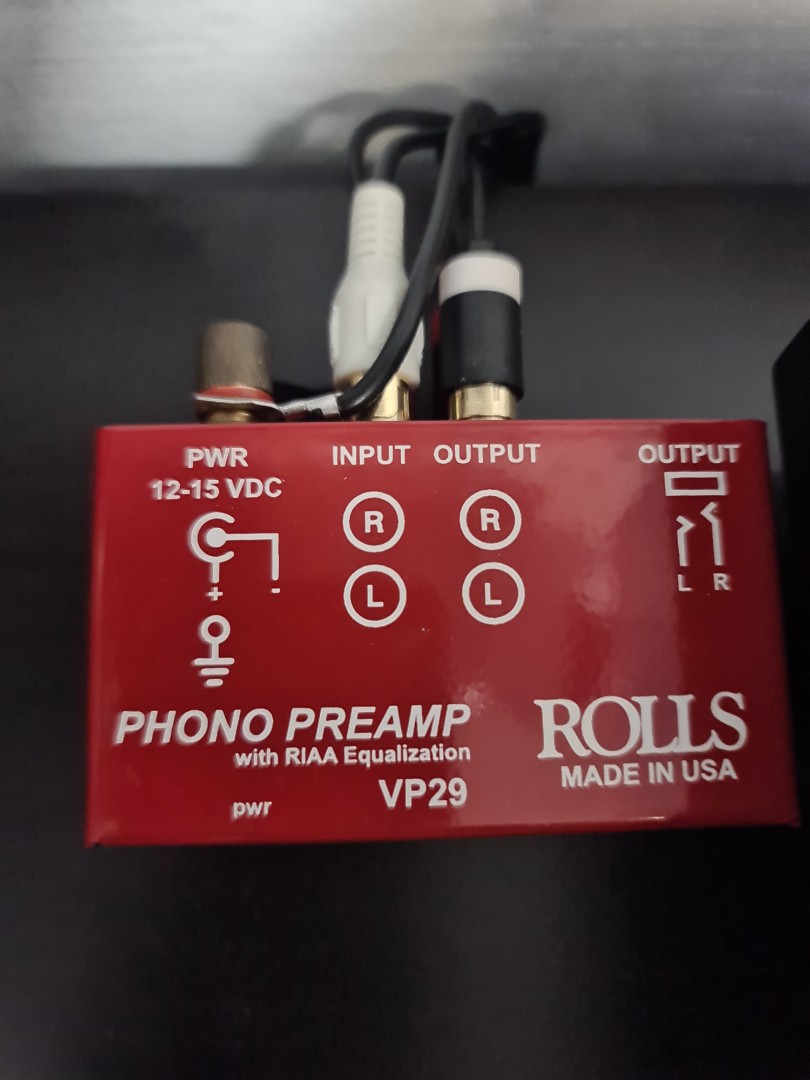 PWR
12-15 VDC
+ -
INPUT
R
L
OUTPUT
R
L
OUTPUT
L R
PHONO PREAMP
with RIAA Equalization
VP29
pwr
ROLLS
MADE IN USA